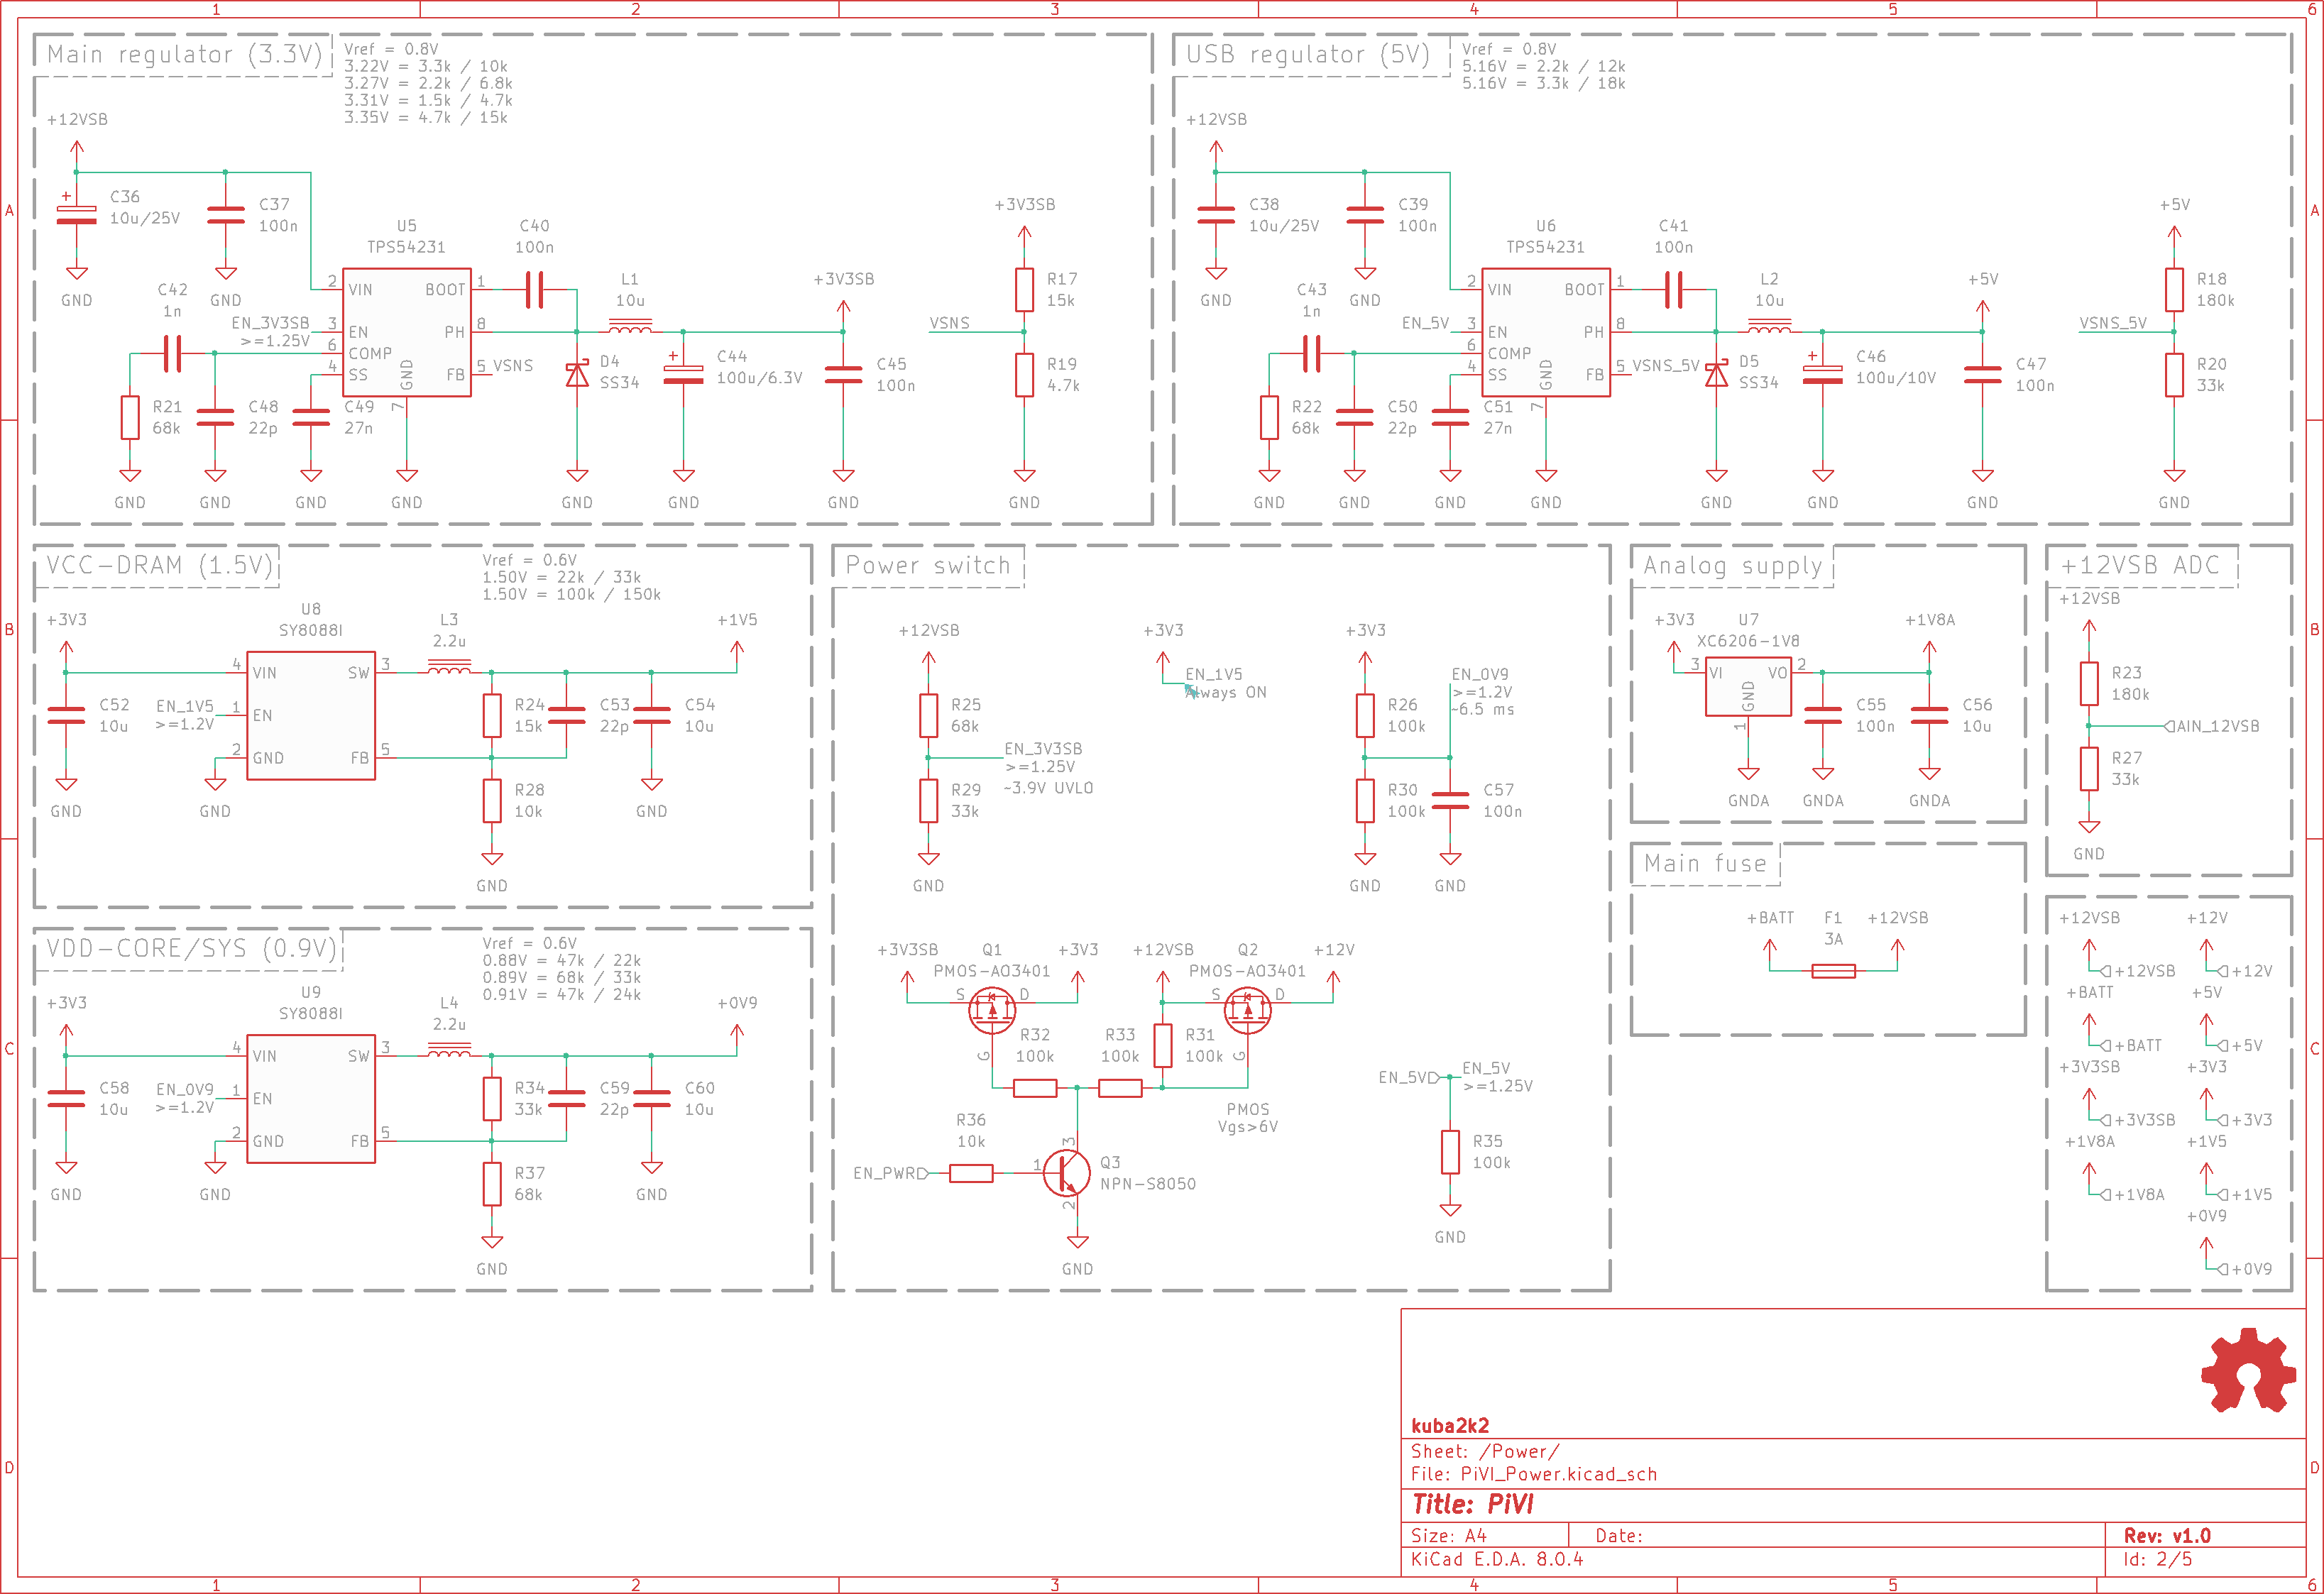 1 2 3 4 5 6
A
B
C
D
Main regulator (3.3V)
Vref = 0.8V
3.22V = 3.3k / 10k
3.27V = 2.2k / 6.8k
3.31V = 1.5k / 4.7k
3.35V = 4.7k / 15k
+12VSB
C36
10u/25V
GND
C37
100n
GND
U5
TPS54231
2 VIN
3 EN
6 COMP
4 SS
BOOT 1
PH 8
FB 5
GND 7
EN_3V3SB
>=1.25V
VSNS
C42
1n
R21
68k
GND
C48
22p
GND
C49
27n
GND
GND
C40
100n
L1
10u
D4
SS34
GND
C44
100u/6.3V
GND
+3V3SB
C45
100n
GND
+3V3SB
R17
15k
VSNS
R19
4.7k
GND
USB regulator (5V)
Vref = 0.8V
5.16V = 2.2k / 12k
5.16V = 3.3k / 18k
+12VSB
C38
10u/25V
GND
C39
100n
GND
U6
TPS54231
2 VIN
3 EN
6 COMP
4 SS
BOOT 1
PH 8
FB 5
GND 7
EN_5V
VSNS_5V
C43
1n
R22
68k
GND
C50
22p
GND
C51
27n
GND
GND
C41
100n
L2
10u
D5
SS34
GND
C46
100u/10V
GND
+5V
C47
100n
GND
+5V
R18
180k
VSNS_5V
R20
33k
GND
VCC-DRAM (1.5V)
Vref = 0.6V
1.50V = 22k / 33k
1.50V = 100k / 150k
+3V3
C52
10u
GND
U8
SY8088I
4 VIN
1 EN
2 GND
SW 3
FB 5
EN_1V5
>=1.2V
GND
L3
2.2u
R24
15k
C53
22p
C54
10u
+1V5
R28
10k
GND
GND
VDD-CORE/SYS (0.9V)
Vref = 0.6V
0.88V = 47k / 22k
0.89V = 68k / 33k
0.91V = 47k / 24k
+3V3
C58
10u
GND
U9
SY8088I
4 VIN
1 EN
2 GND
SW 3
FB 5
EN_0V9
>=1.2V
GND
L4
2.2u
R34
33k
C59
22p
C60
10u
+0V9
R37
68k
GND
GND
Power switch
+12VSB
R25
68k
EN_3V3SB
>=1.25V
~3.9V UVLO
R29
33k
GND
+3V3
EN_1V5
Always ON
+3V3
R26
100k
EN_0V9
>=1.2V
~6.5 ms
R30
100k
C57
100n
GND
GND
+3V3SB
Q1
PMOS-AO3401
S D
G
+3V3
+12VSB
Q2
PMOS-AO3401
S D
G
+12V
R32
100k
R33
100k
R31
100k
PMOS
Vgs>6V
R36
10k
EN_PWR
1
3
2
Q3
NPN-S8050
GND
EN_5V
EN_5V
>=1.25V
R35
100k
GND
Analog supply
+3V3
U7
XC6206-1V8
3 VI
VO 2
GND
1
+1V8A
C55
100n
C56
10u
GNDA
GNDA
GNDA
Main fuse
+BATT
F1
3A
+12VSB
+12VSB ADC
+12VSB
R23
180k
AIN_12VSB
R27
33k
GND
+12VSB +12V
+12VSB +12V
+BATT +5V
+BATT +5V
+3V3SB +3V3
+3V3SB +3V3
+1V8A +1V5
+1V8A +1V5
+0V9
+0V9
kuba2k2
Sheet: /Power/
File: PiVI_Power.kicad_sch
Title: PiVI
Size: A4 Date: Rev: v1.0
KiCad E.D.A. 8.0.4 Id: 2/5
A
B
C
D
1 2 3 4 5 6